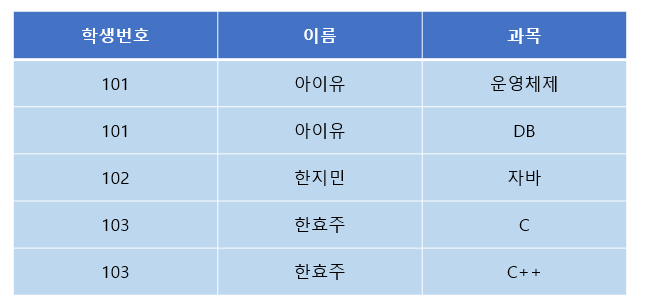 학생번호 이름 과목
101 아이유 운영체제
101 아이유 DB
102 한지민 자바
103 한효주 C
103 한효주 C++